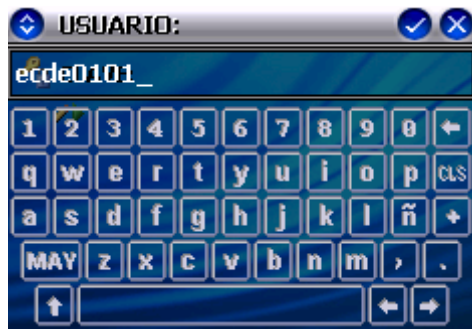 USUARIO:
ecde0101_
1 2 3 4 5 6 7 8 9 0 ←
q w e r t y u i o p CLS
a s d f g h j k l ñ +
MAY z x c v b n m , .
↑ ← →